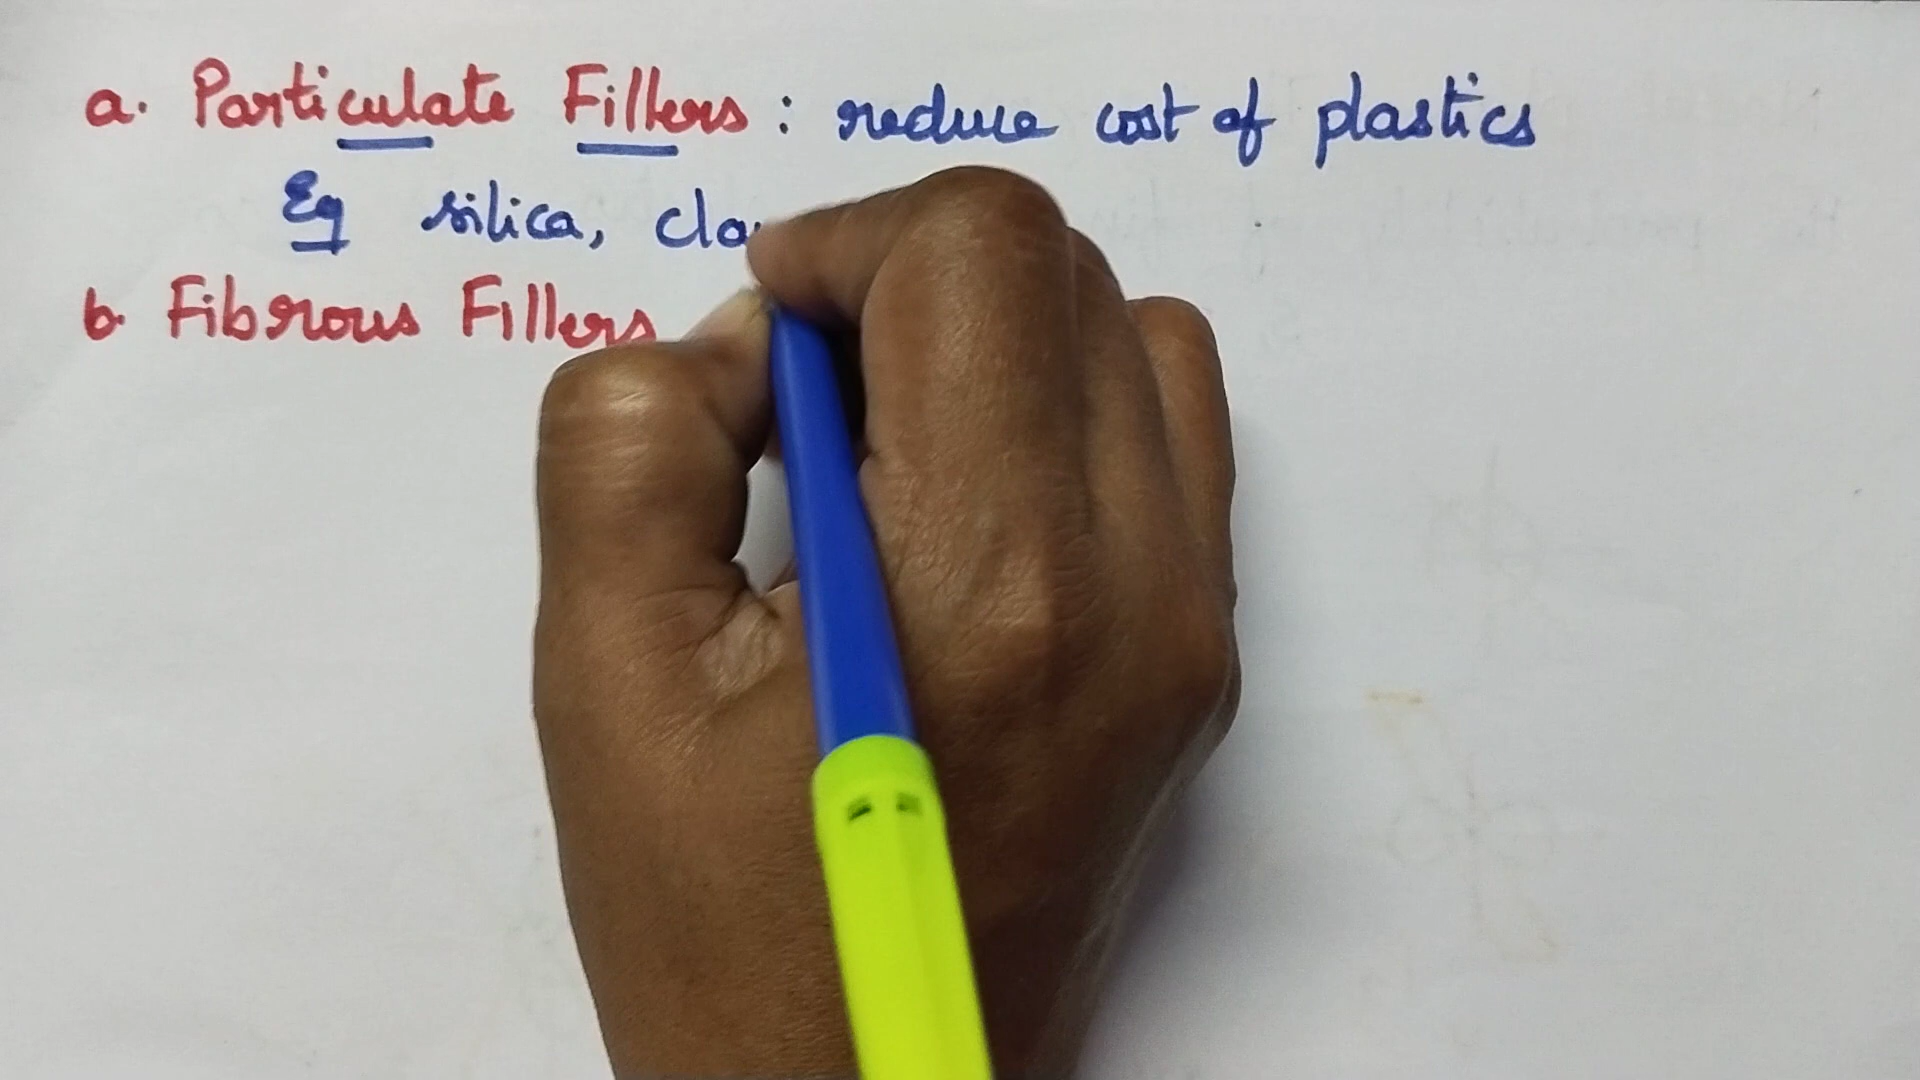 a. Particulate Fillers : reduce cost of plastics
Eg silica,
b. Fibrous Fillers